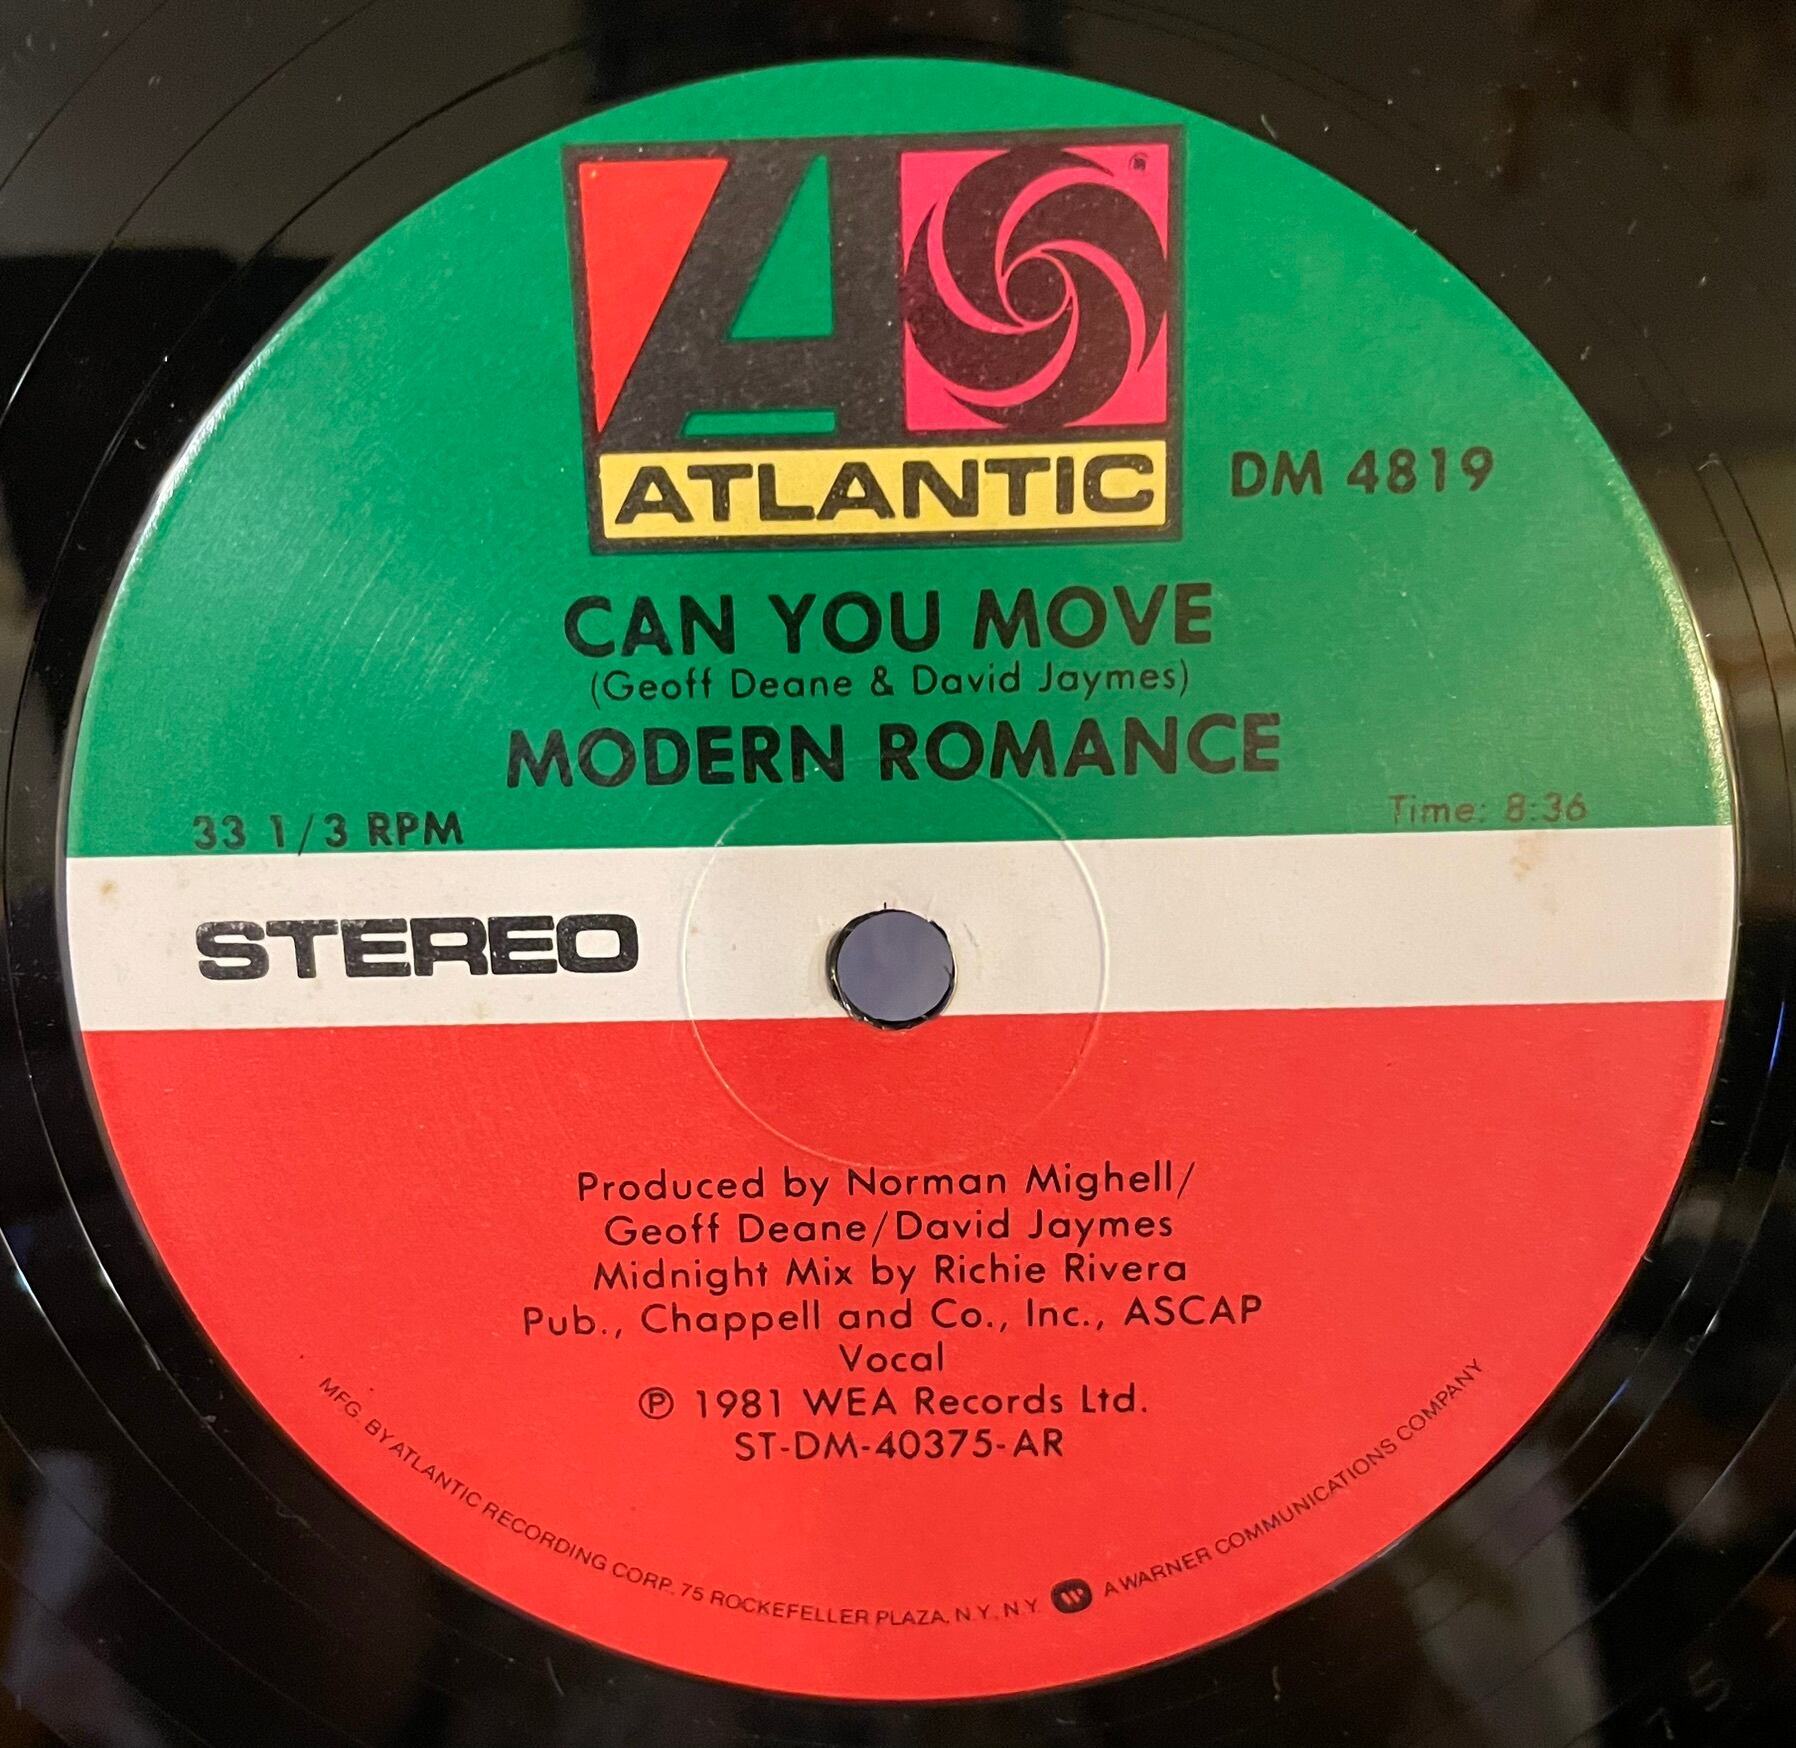 ATLANTIC
DM 4819
CAN YOU MOVE
(Geoff Deane & David Jaymes)
MODERN ROMANCE
33 1/3 RPM
Time: 8:36
STEREO
Produced by Norman Mighell/
Geoff Deane/David Jaymes
Midnight Mix by Richie Rivera
Pub., Chappell and Co., Inc., ASCAP
Vocal
℗ 1981 WEA Records Ltd.
ST-DM-40375-AR
MFG. BY ATLANTIC RECORDING CORP. 75 ROCKEFELLER PLAZA, N.Y., N.Y. A WARNER COMMUNICATIONS COMPANY